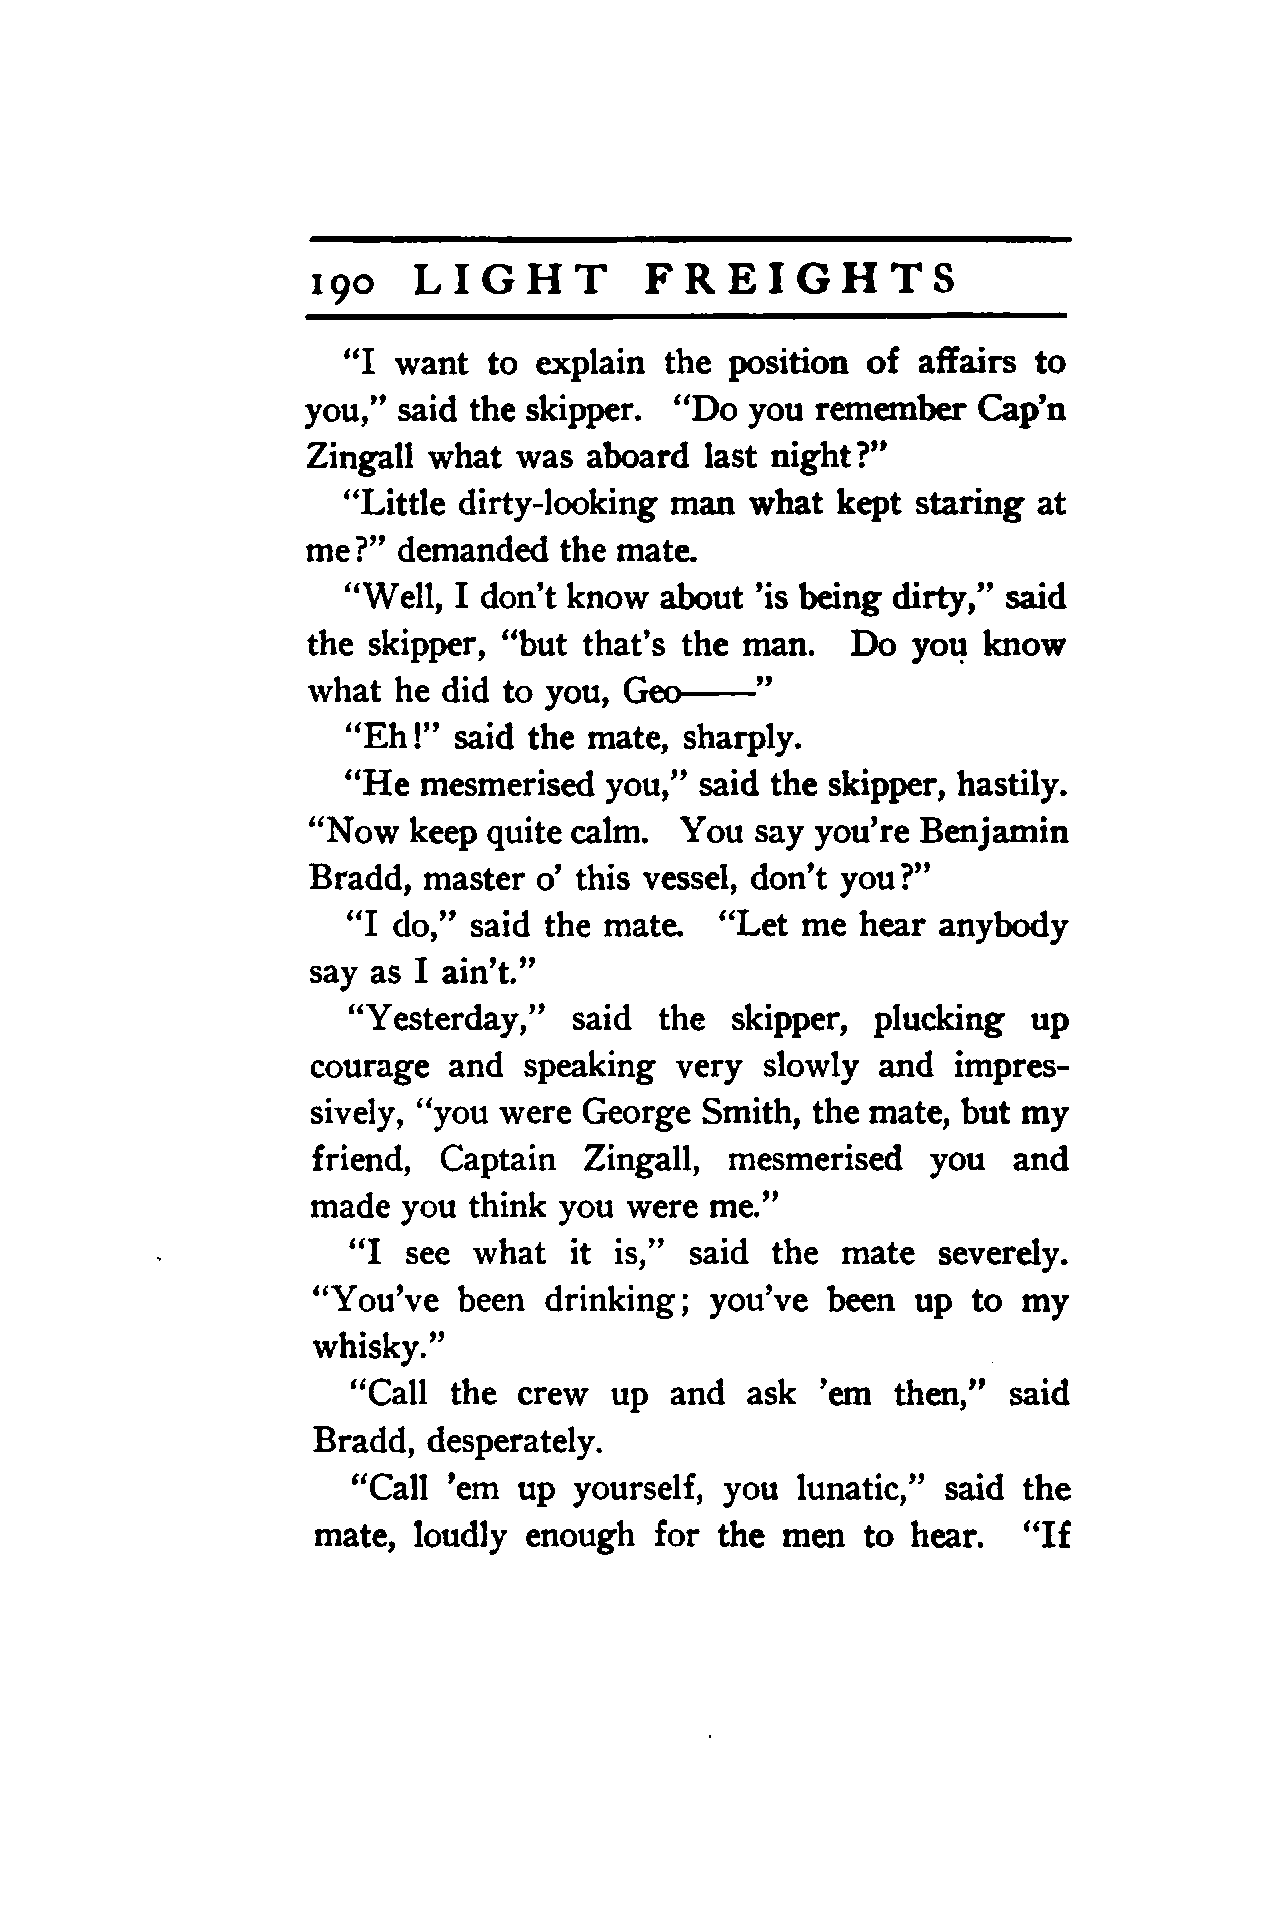 190 LIGHT FREIGHTS
“I want to explain the position of affairs to
you,” said the skipper. “Do you remember Cap’n
Zingall what was aboard last night?”
“Little dirty-looking man what kept staring at
me?” demanded the mate.
“Well, I don’t know about ’is being dirty,” said
the skipper, “but that’s the man. Do you know
what he did to you, Geo——”
“Eh!” said the mate, sharply.
“He mesmerised you,” said the skipper, hastily.
“Now keep quite calm. You say you’re Benjamin
Bradd, master o’ this vessel, don’t you?”
“I do,” said the mate. “Let me hear anybody
say as I ain’t.”
“Yesterday,” said the skipper, plucking up
courage and speaking very slowly and impres-
sively, “you were George Smith, the mate, but my
friend, Captain Zingall, mesmerised you and
made you think you were me.”
“I see what it is,” said the mate severely.
“You’ve been drinking; you’ve been up to my
whisky.”
“Call the crew up and ask ’em then,” said
Bradd, desperately.
“Call ’em up yourself, you lunatic,” said the
mate, loudly enough for the men to hear. “If